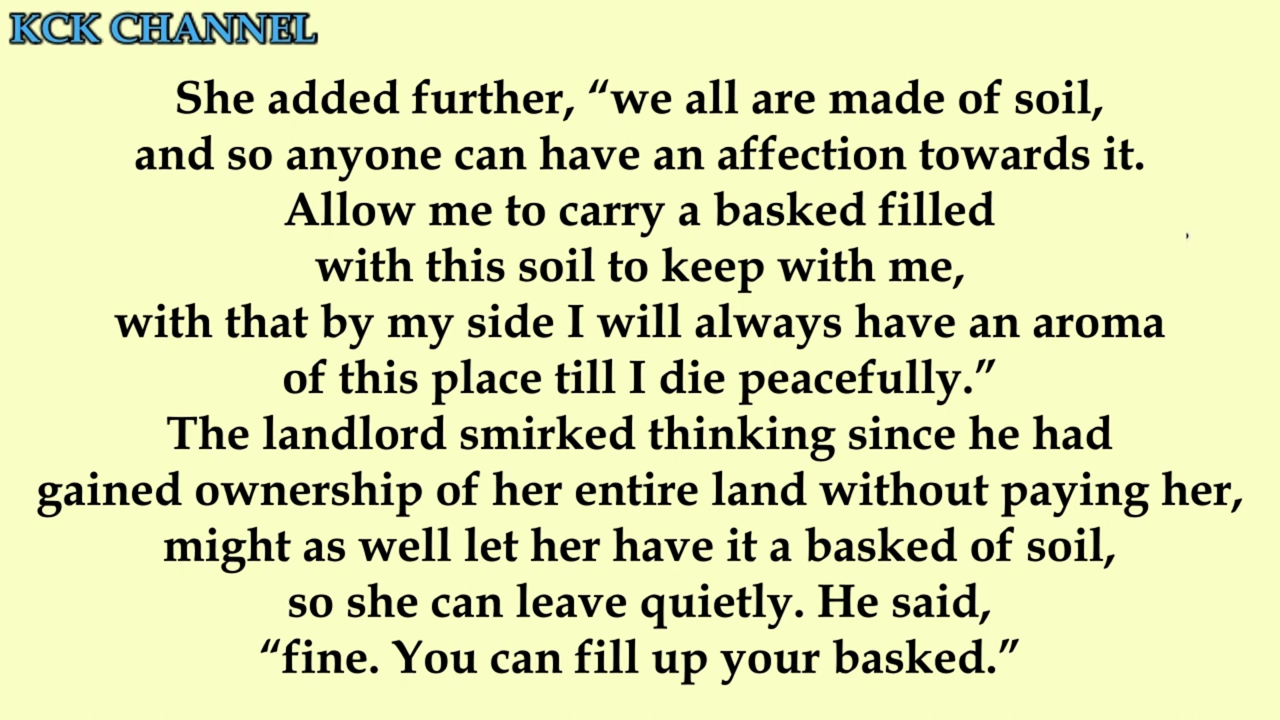 KCK CHANNEL
She added further, “we all are made of soil,
and so anyone can have an affection towards it.
Allow me to carry a basked filled
with this soil to keep with me,
with that by my side I will always have an aroma
of this place till I die peacefully.”
The landlord smirked thinking since he had
gained ownership of her entire land without paying her,
might as well let her have it a basked of soil,
so she can leave quietly. He said,
“fine. You can fill up your basked.”